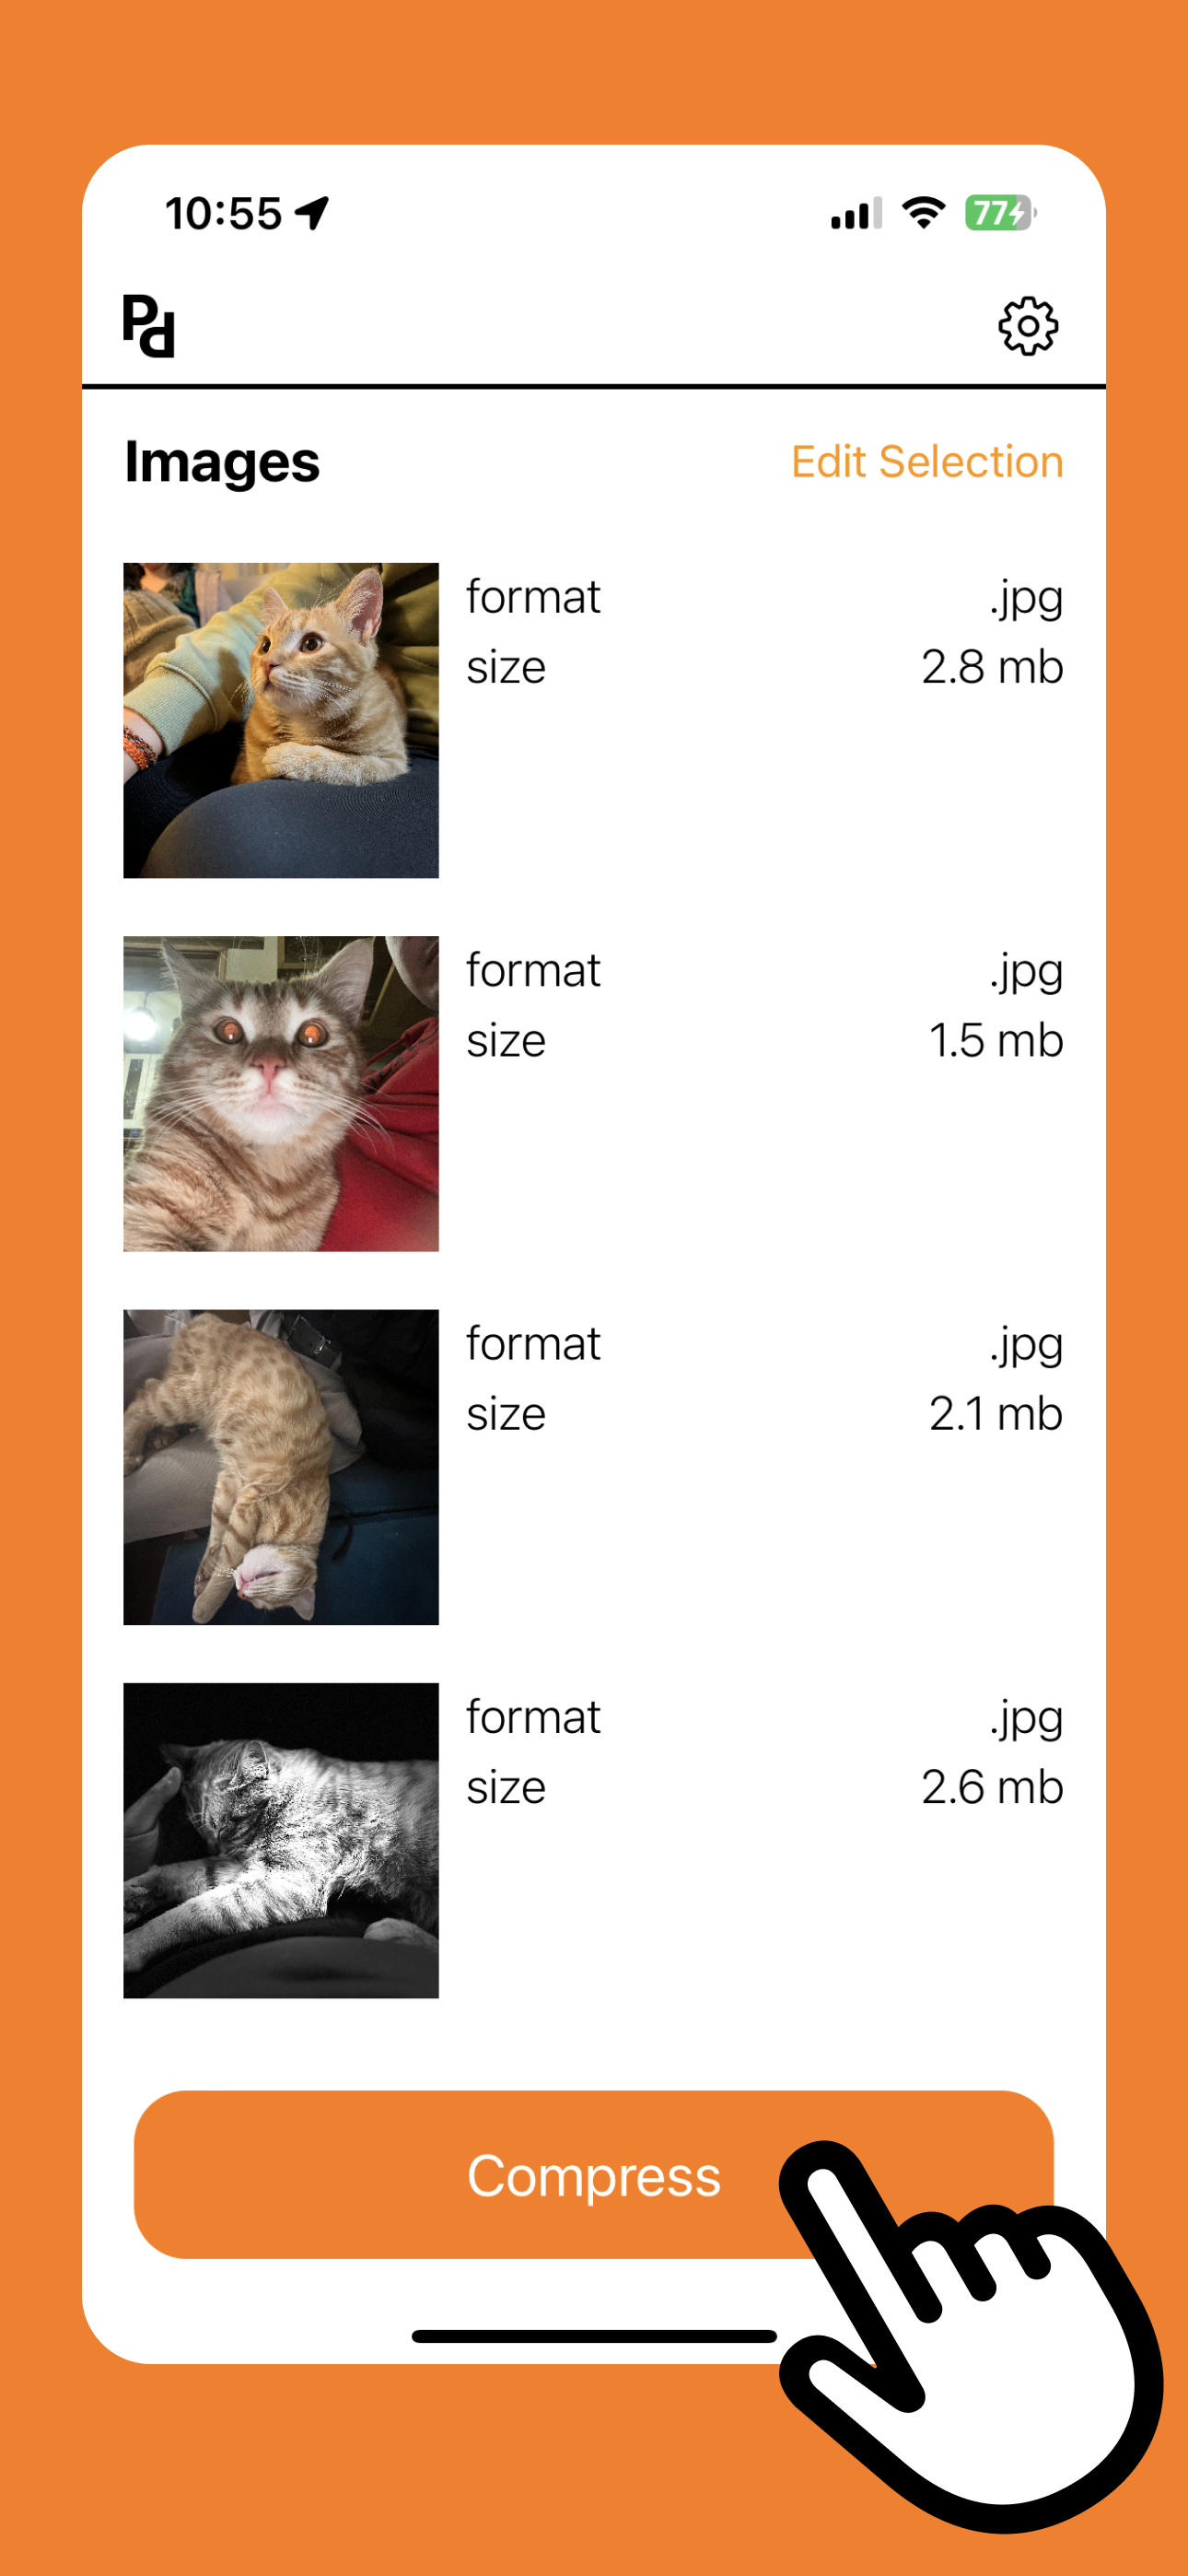 10:55
77
Pd
Images Edit Selection
format .jpg
size 2.8 mb
format .jpg
size 1.5 mb
format .jpg
size 2.1 mb
format .jpg
size 2.6 mb
Compress